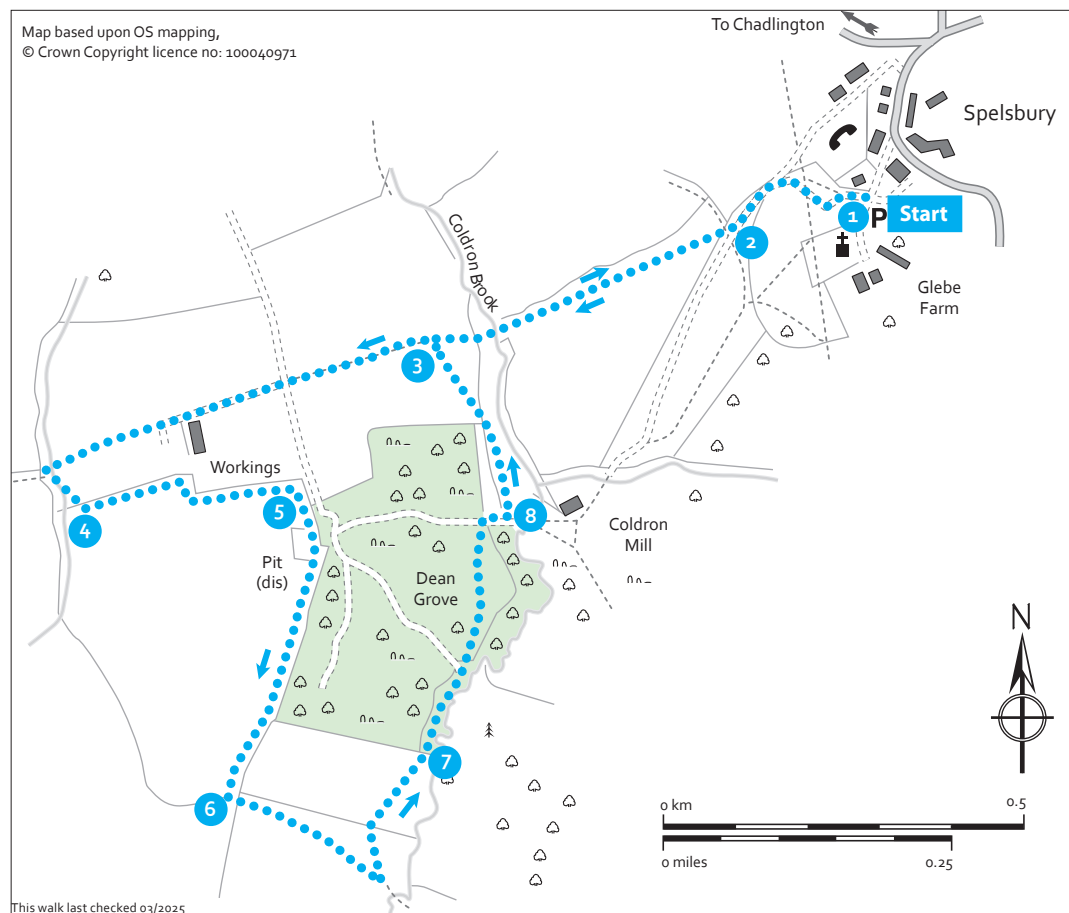 Map based upon OS mapping,
© Crown Copyright licence no: 100040971
To Chadlington
Spelsbury
1
P
Start
2
Glebe
Farm
Coldron Brook
3
Workings
4
5
8
Coldron
Mill
Pit
(dis)
Dean
Grove
N
7
6
0 km
0.5
0 miles
0.25
This walk last checked 03/2025